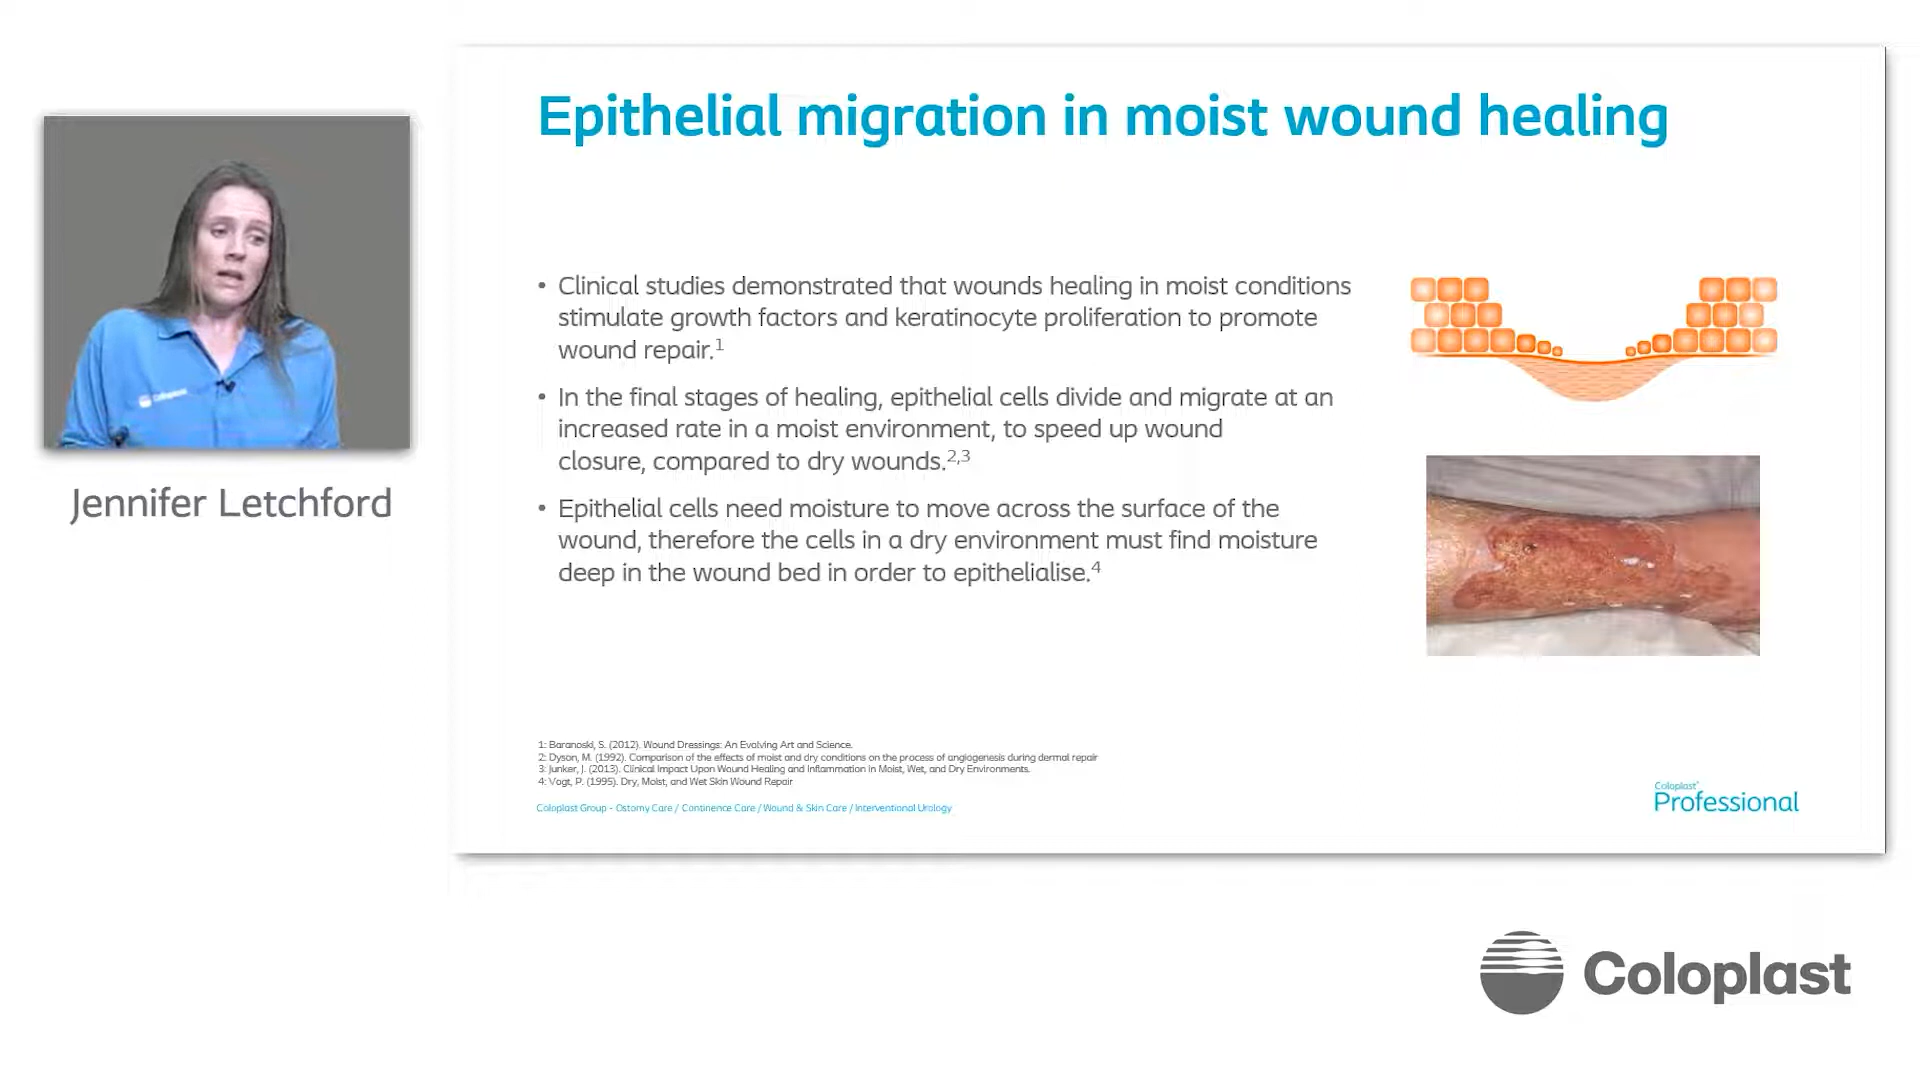 Epithelial migration in moist wound healing
Coloplast
Jennifer Letchford
• Clinical studies demonstrated that wounds healing in moist conditions
stimulate growth factors and keratinocyte proliferation to promote
wound repair.1
• In the final stages of healing, epithelial cells divide and migrate at an
increased rate in a moist environment, to speed up wound
closure, compared to dry wounds.2,3
• Epithelial cells need moisture to move across the surface of the
wound, therefore the cells in a dry environment must find moisture
deep in the wound bed in order to epithelialise.4
1: Baranoski, S. (2012). Wound Dressings: An Evolving Art and Science.
2: Dyson, M. (1992). Comparison of the effects of moist and dry conditions on the process of angiogenesis during dermal repair
3: Junker, J. (2013). Clinical Impact Upon Wound Healing and Inflammation in Moist, Wet, and Dry Environments.
4: Vogt, P. (1995). Dry, Moist, and Wet Skin Wound Repair
Coloplast Group - Ostomy Care / Continence Care / Wound & Skin Care / Interventional Urology
Coloplast®
Professional
Coloplast